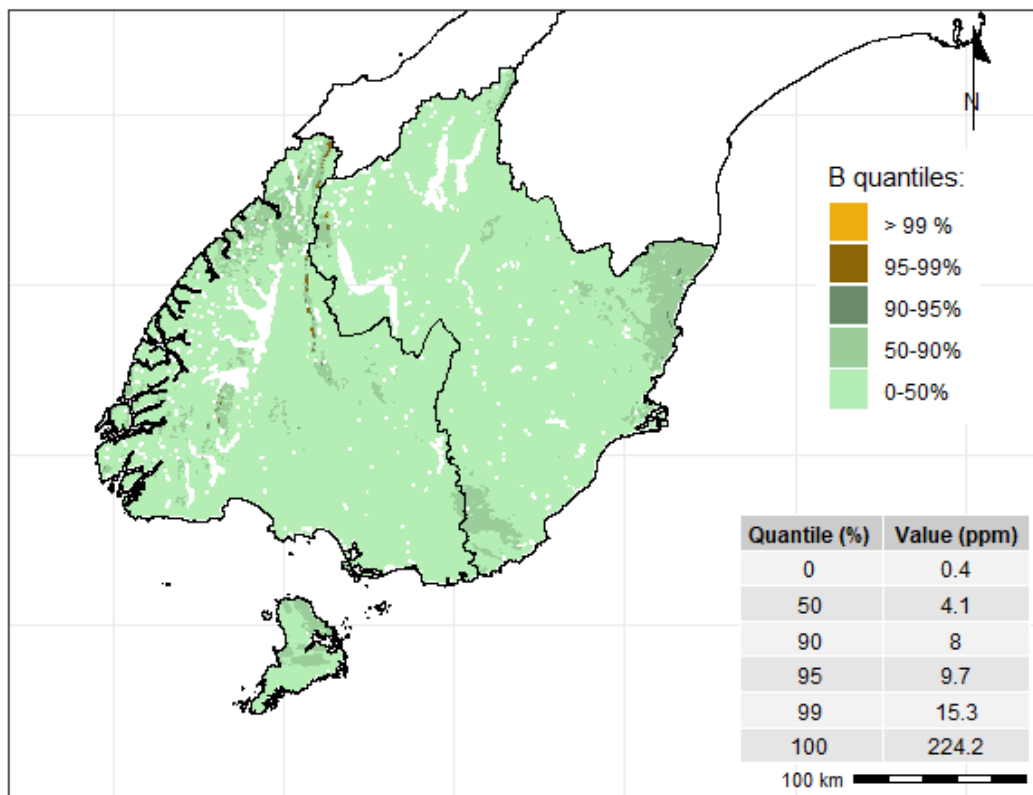 N
B quantiles:
> 99 %
95-99%
90-95%
50-90%
0-50%
Quantile (%) Value (ppm)
0 0.4
50 4.1
90 8
95 9.7
99 15.3
100 224.2
100 km